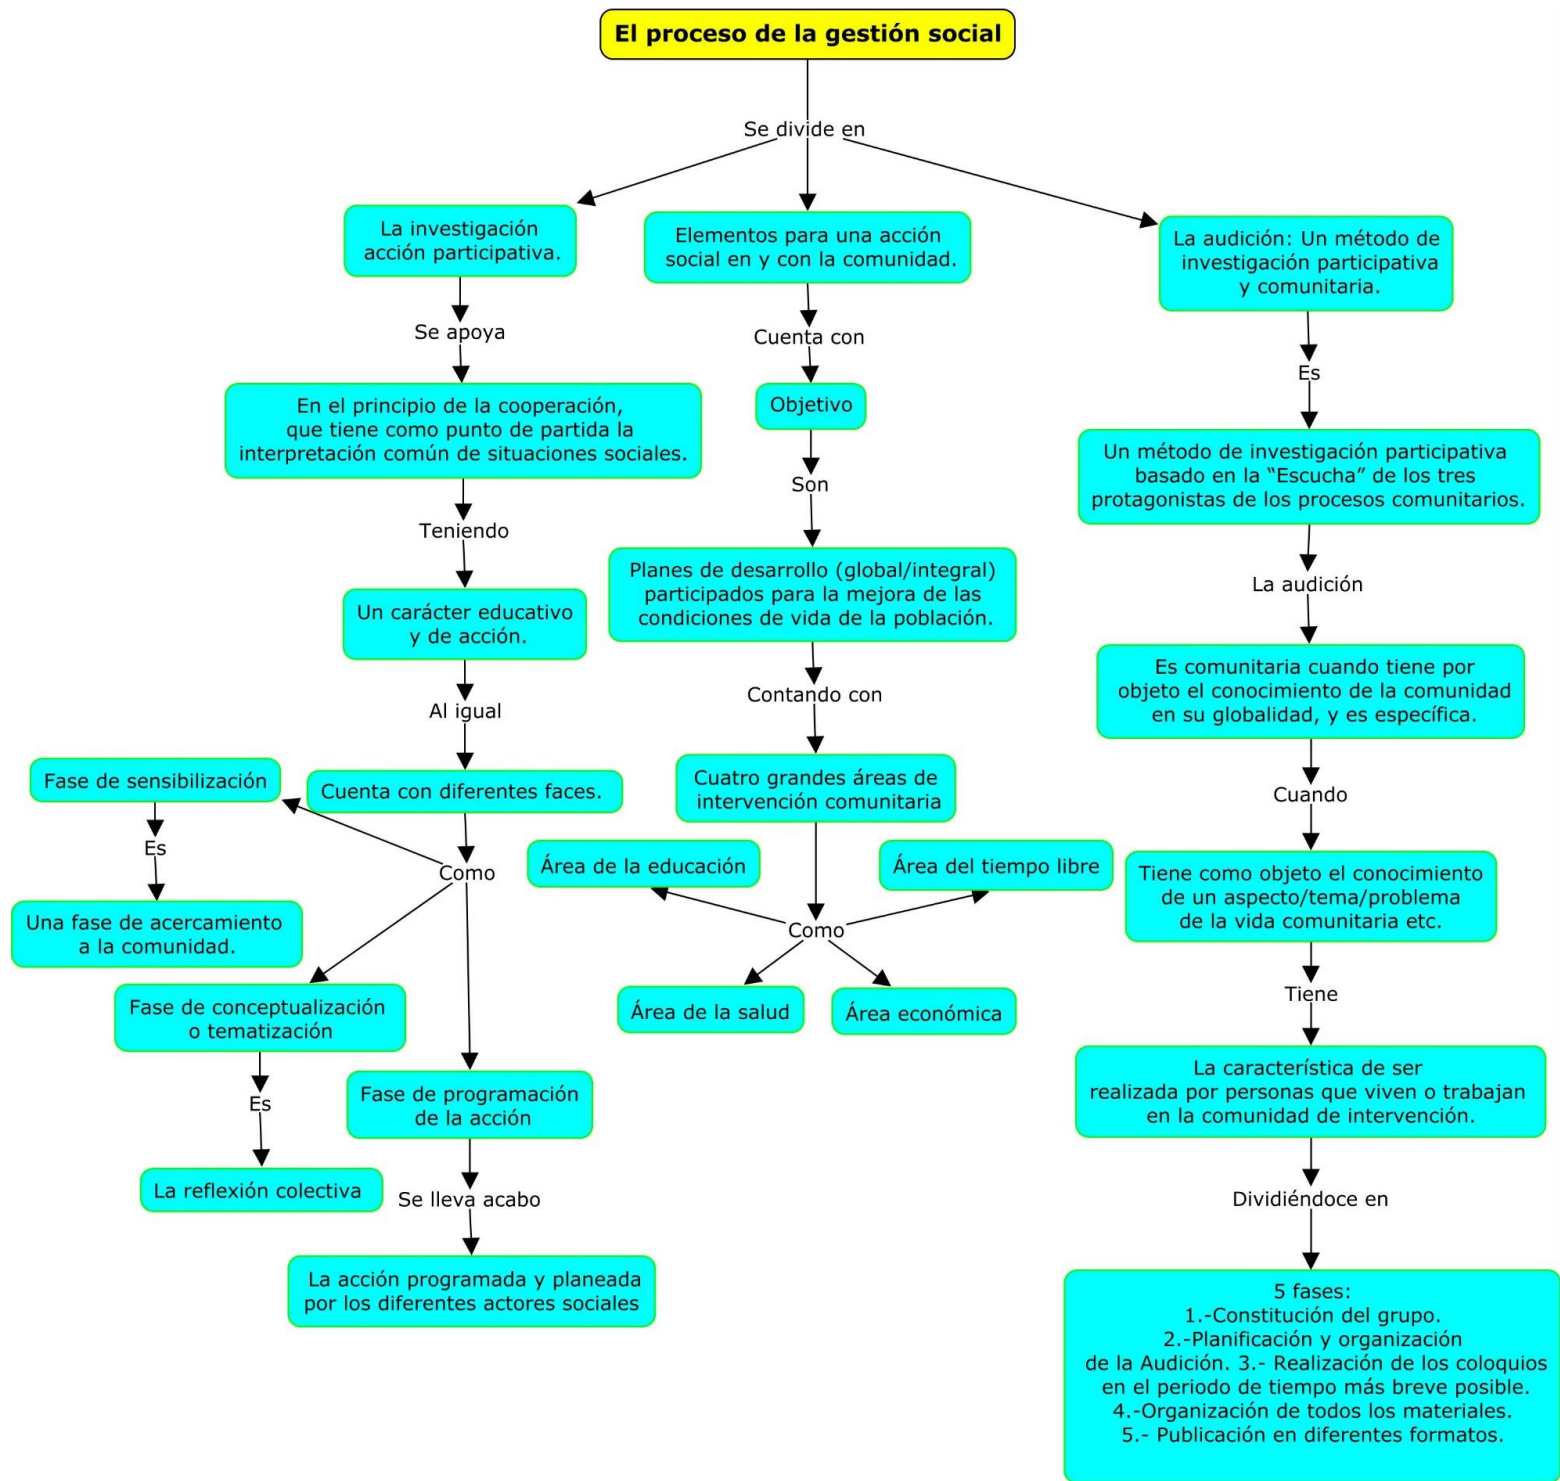 El proceso de la gestión social
Se divide en
La investigación
acción participativa.
Se apoya
En el principio de la cooperación,
que tiene como punto de partida la
interpretación común de situaciones sociales.
Teniendo
Un carácter educativo
y de acción.
Al igual
Cuenta con diferentes faces.
Como
Fase de sensibilización
Es
Una fase de acercamiento
a la comunidad.
Fase de conceptualización
o tematización
Es
La reflexión colectiva
Fase de programación
de la acción
Se lleva acabo
La acción programada y planeada
por los diferentes actores sociales
Elementos para una acción
social en y con la comunidad.
Cuenta con
Objetivo
Son
Planes de desarrollo (global/integral)
participados para la mejora de las
condiciones de vida de la población.
Contando con
Cuatro grandes áreas de
intervención comunitaria
Como
Área de la educación
Área del tiempo libre
Área de la salud
Área económica
La audición: Un método de
investigación participativa
y comunitaria.
Es
Un método de investigación participativa
basado en la “Escucha” de los tres
protagonistas de los procesos comunitarios.
La audición
Es comunitaria cuando tiene por
objeto el conocimiento de la comunidad
en su globalidad, y es específica.
Cuando
Tiene como objeto el conocimiento
de un aspecto/tema/problema
de la vida comunitaria etc.
Tiene
La característica de ser
realizada por personas que viven o trabajan
en la comunidad de intervención.
Dividiéndoce en
5 fases:
1.-Constitución del grupo.
2.-Planificación y organización
de la Audición. 3.- Realización de los coloquios
en el periodo de tiempo más breve posible.
4.-Organización de todos los materiales.
5.- Publicación en diferentes formatos.